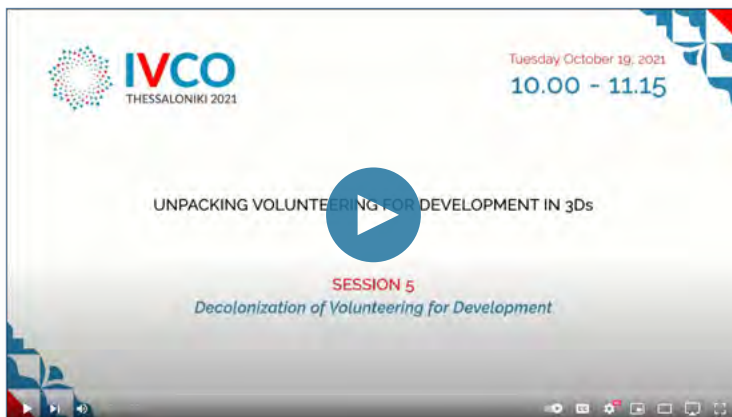 IVCO
THESSALONIKI 2021
Tuesday October 19, 2021
10.00 - 11.15
UNPACKING VOLUNTEERING FOR DEVELOPMENT IN 3Ds
SESSION 5
Decolonization of Volunteering for Development